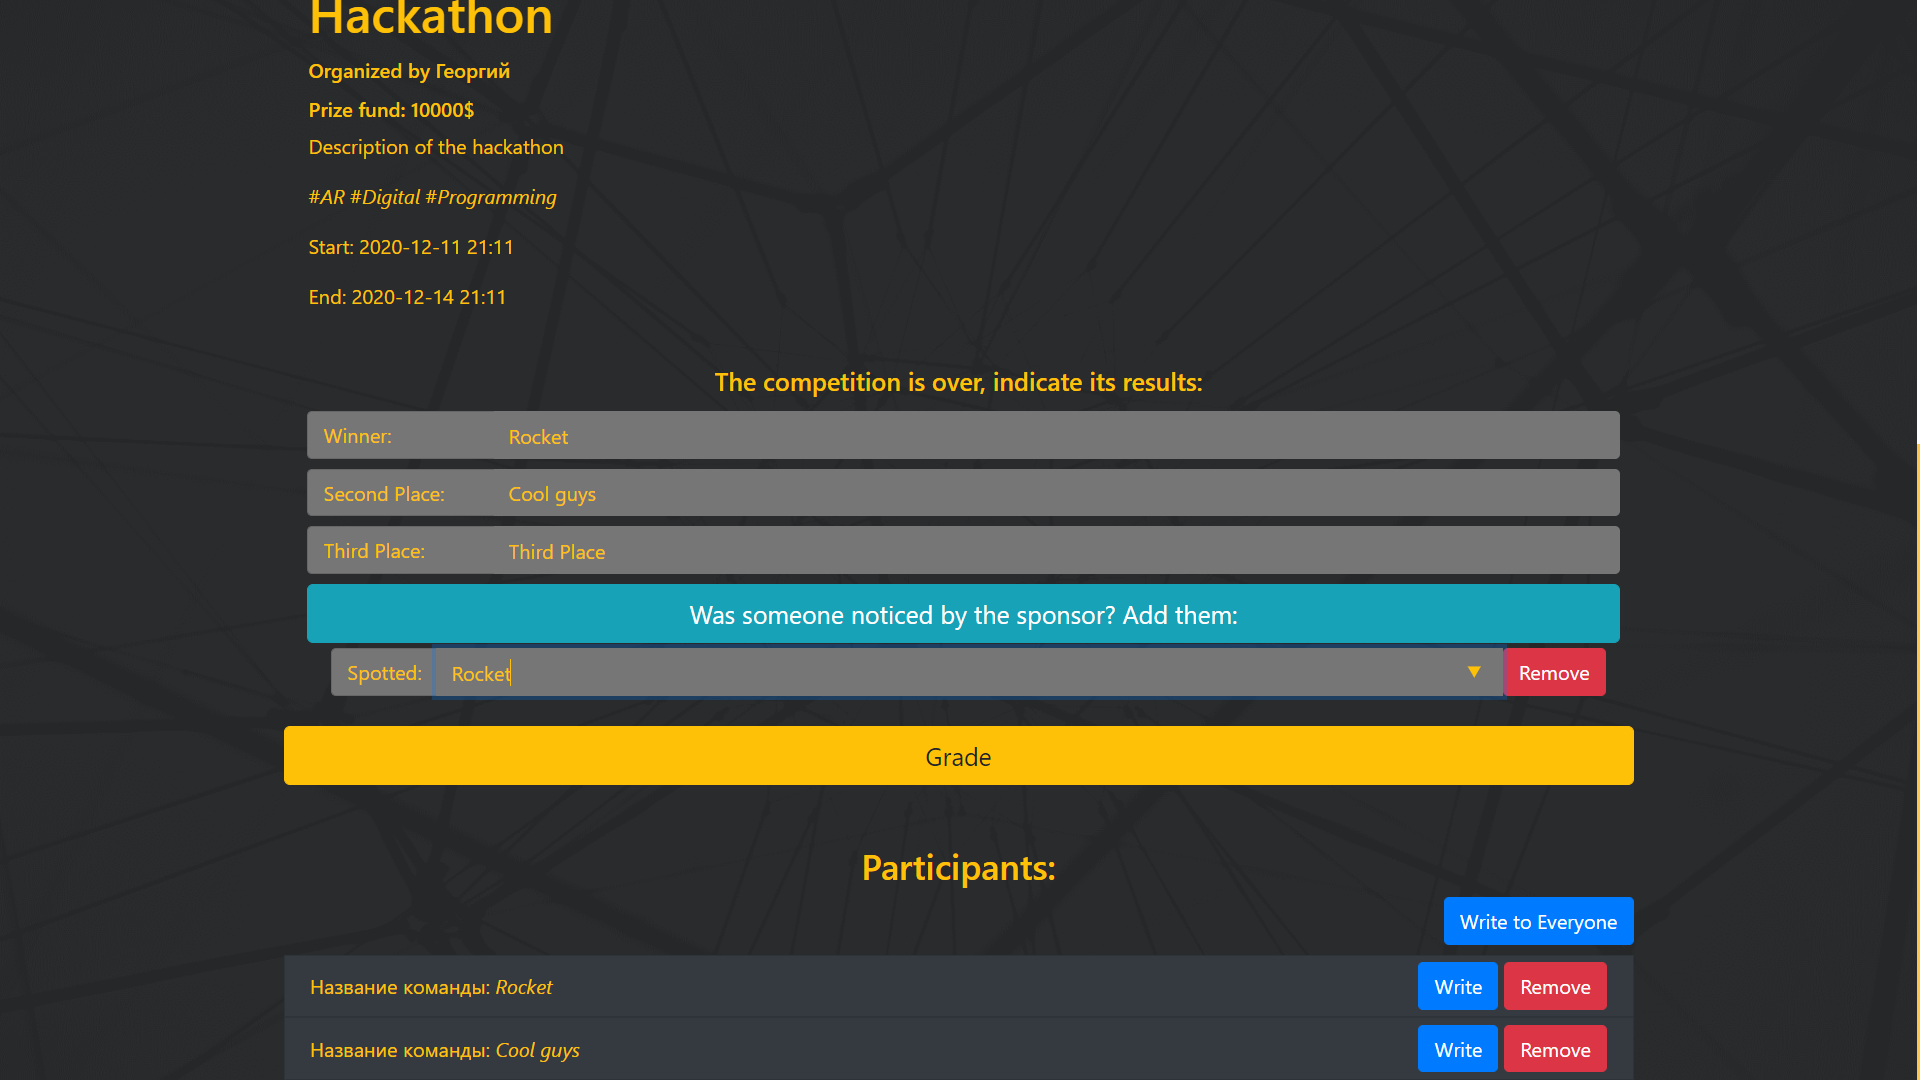 Hackathon
Organized by Георгий
Prize fund: 10000$
Description of the hackathon
#AR #Digital #Programming
Start: 2020-12-11 21:11
End: 2020-12-14 21:11
The competition is over, indicate its results:
Winner: Rocket
Second Place: Cool guys
Third Place: Third Place
Was someone noticed by the sponsor? Add them:
Spotted: Rocket Remove
Grade
Participants:
Write to Everyone
Название команды: Rocket Write Remove
Название команды: Cool guys Write Remove